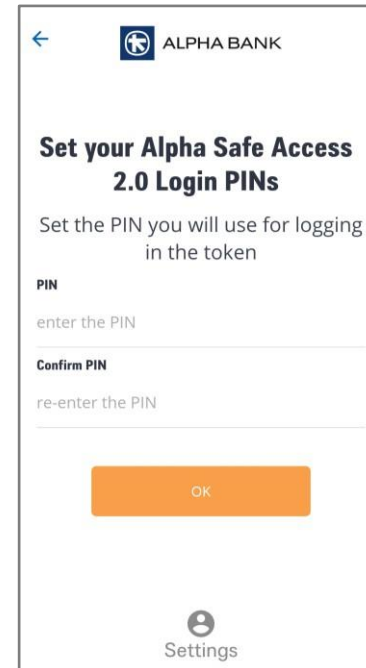 ALPHA BANK
Set your Alpha Safe Access
2.0 Login PINs
Set the PIN you will use for logging
in the token
PIN
enter the PIN
Confirm PIN
re-enter the PIN
OK
Settings